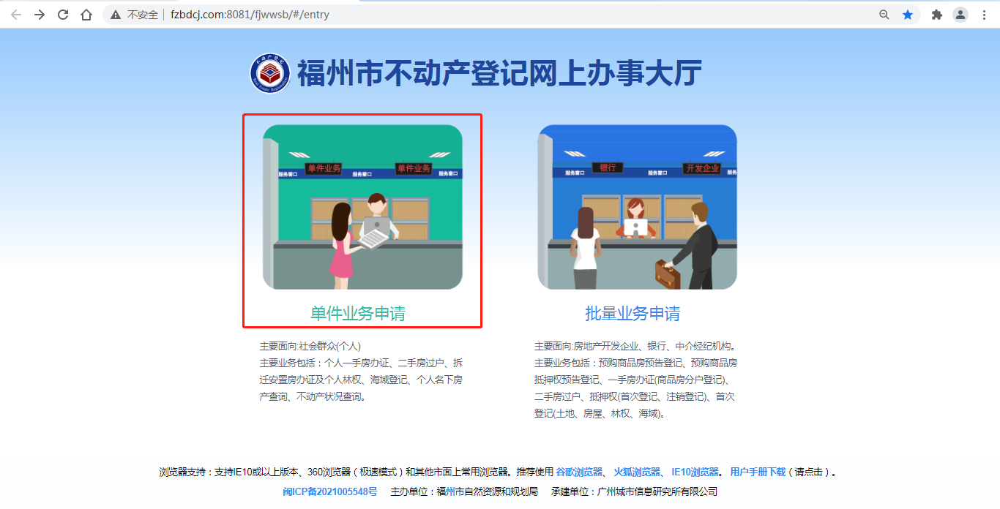 不安全 fzbdcj.com:8081/fjwwsb/#/entry
不动产登记
Real Estate Registration
福州市不动产登记网上办事大厅
服务窗口 单件业务 服务窗口 单件业务 服务窗口
服务窗口 银行 服务窗口 开发企业 服务
单件业务申请
主要面向:社会群众(个人)
主要业务包括：个人一手房办证、二手房过户、拆
迁安置房办证及个人林权、海域登记、个人名下房
产查询、不动产状况查询。
批量业务申请
主要面向:房地产开发企业、银行、中介经纪机构。
主要业务包括：预购商品房预告登记、预购商品房
抵押权预告登记、一手房办证(商品房分户登记)、
二手房过户、抵押权(首次登记、注销登记)、首次
登记(土地、房屋、林权、海域)。
浏览器支持：支持IE10或以上版本、360浏览器（极速模式）和其他市面上常用浏览器。推荐使用 谷歌浏览器、 火狐浏览器、 IE10浏览器。 用户手册下载（请点击）。
闽ICP备2021005548号 主办单位：福州市自然资源和规划局 承建单位：广州城市信息研究所有限公司